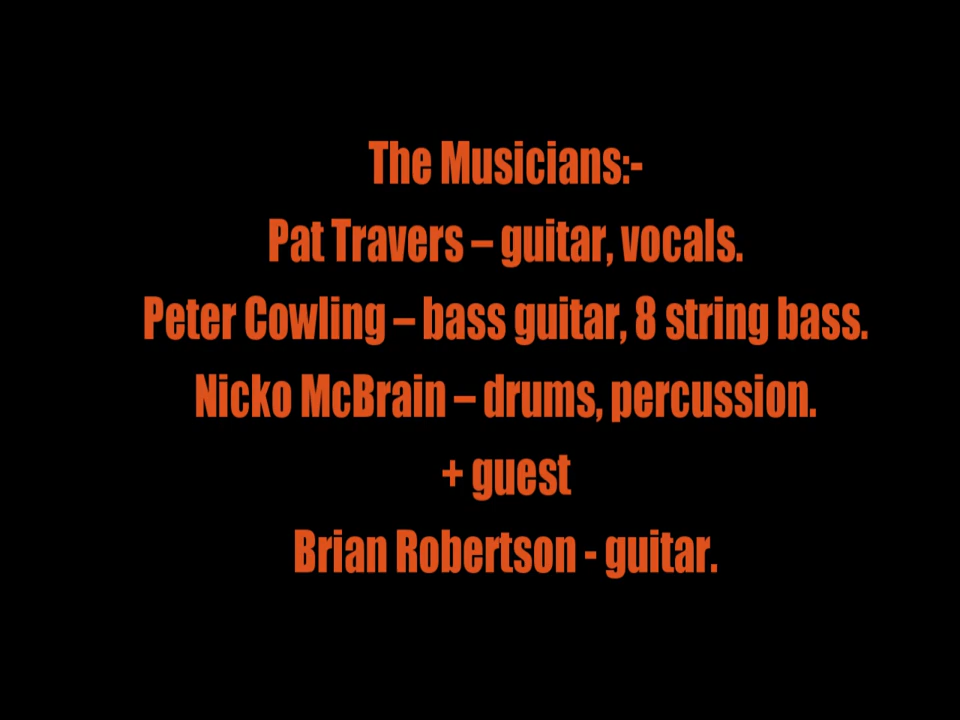 The Musicians:-
Pat Travers – guitar, vocals.
Peter Cowling – bass guitar, 8 string bass.
Nicko McBrain – drums, percussion.
+ guest
Brian Robertson - guitar.